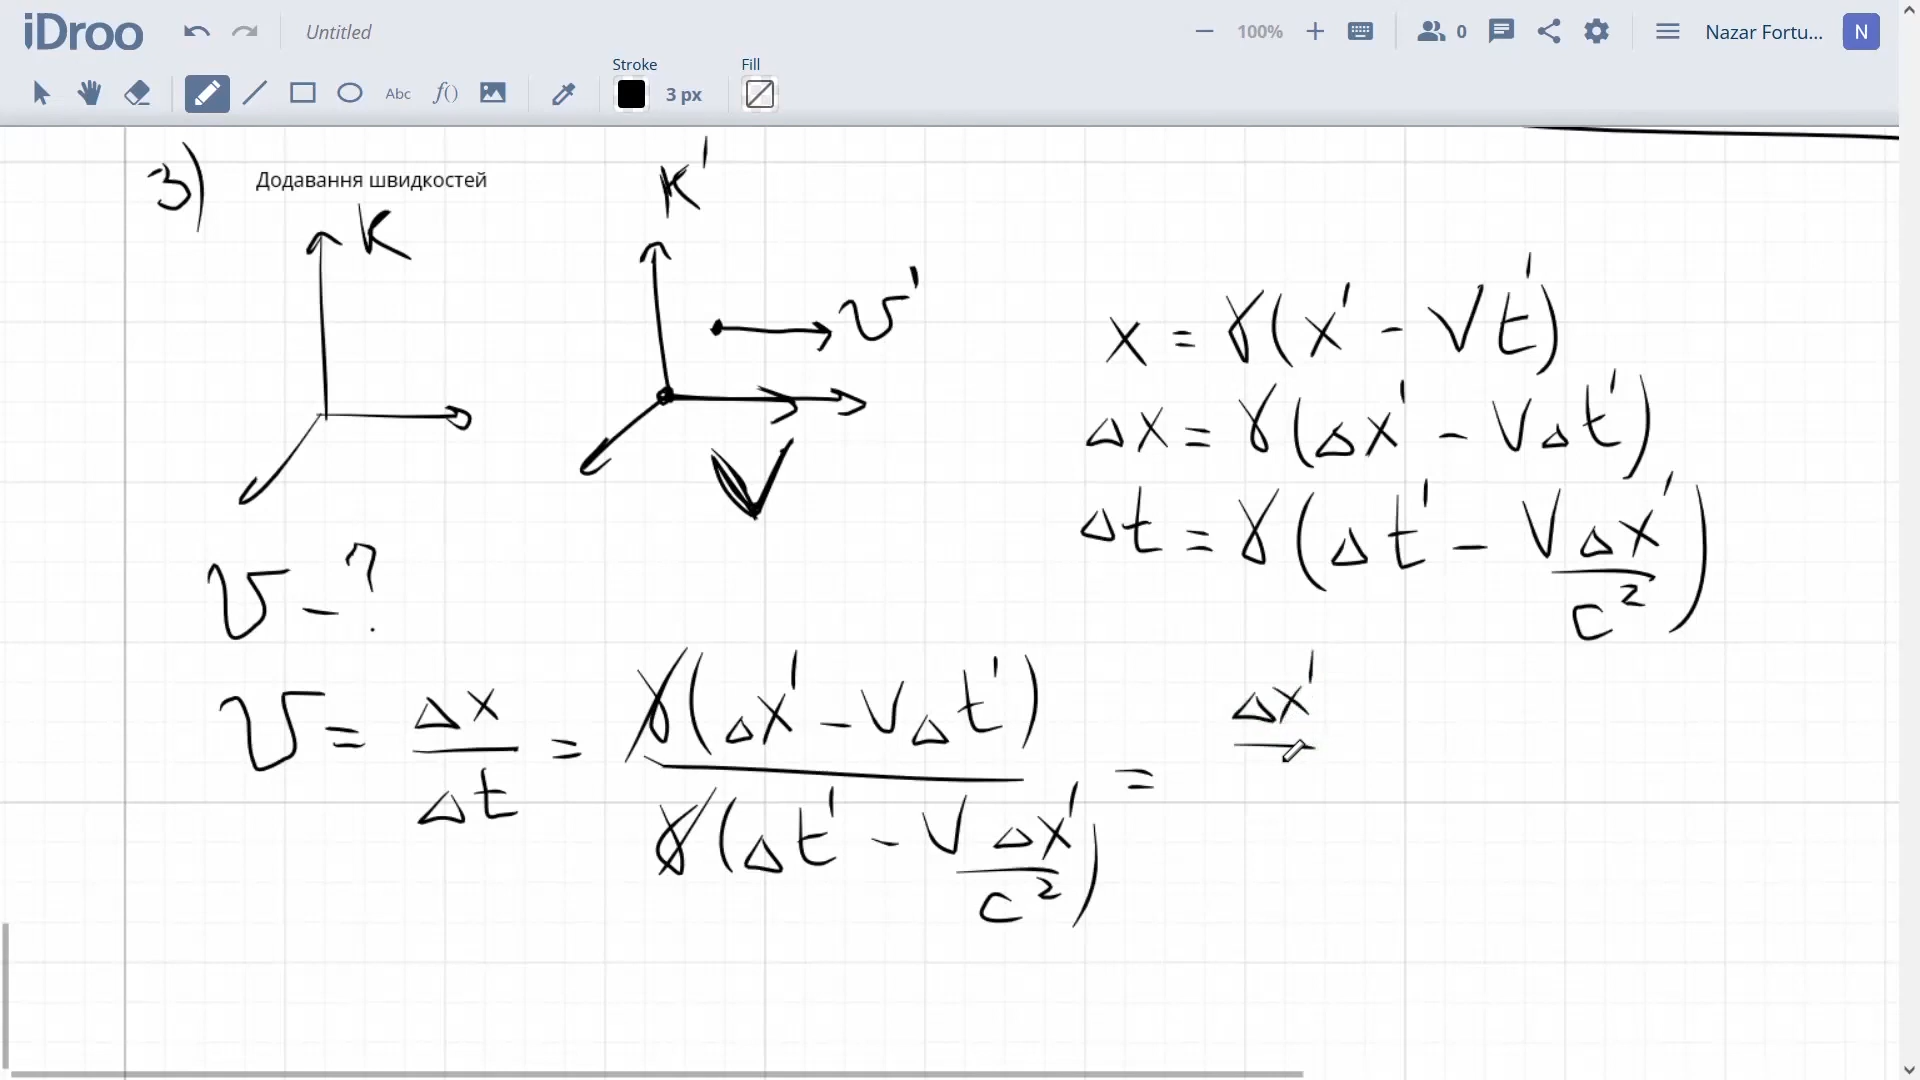 iDroo
Untitled
100%
0
Nazar Fortu...
N
Stroke
Fill
Abc
f()
3 px
3)
Додавання швидкостей
K
K'
υ'
V
x = γ(x' - Vt')
Δx = γ(Δx' - VΔt')
Δt = γ(Δt' - VΔx'/c²)
υ - ?
υ = Δx/Δt = γ(Δx' - VΔt')/γ(Δt' - VΔx'/c²) = Δx'